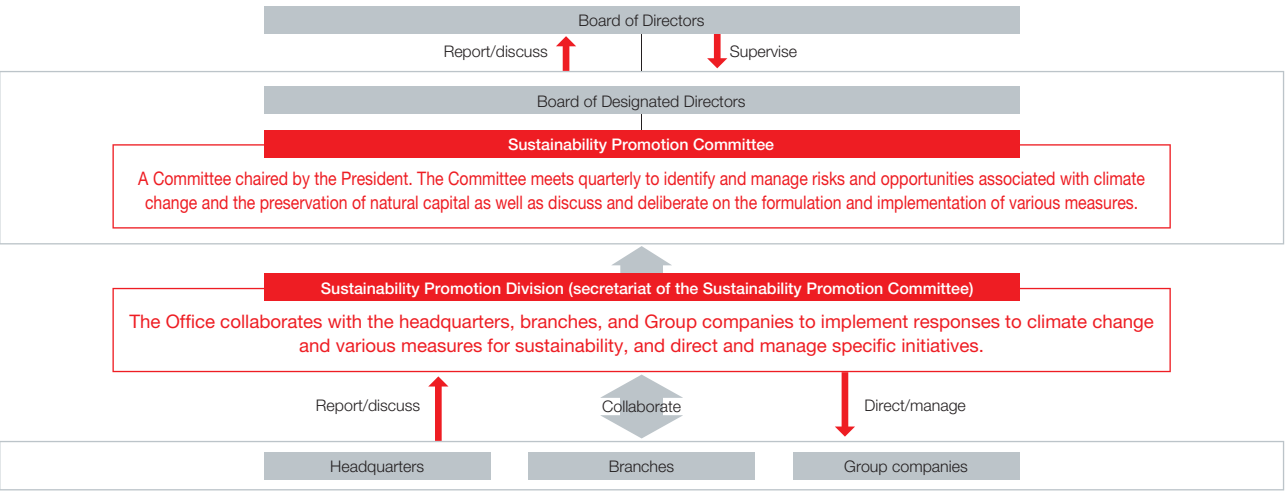 Board of Directors
Report/discuss
Supervise
Board of Designated Directors
Sustainability Promotion Committee
A Committee chaired by the President. The Committee meets quarterly to identify and manage risks and opportunities associated with climate
change and the preservation of natural capital as well as discuss and deliberate on the formulation and implementation of various measures.
Sustainability Promotion Division (secretariat of the Sustainability Promotion Committee)
The Office collaborates with the headquarters, branches, and Group companies to implement responses to climate change
and various measures for sustainability, and direct and manage specific initiatives.
Report/discuss
Collaborate
Direct/manage
Headquarters
Branches
Group companies